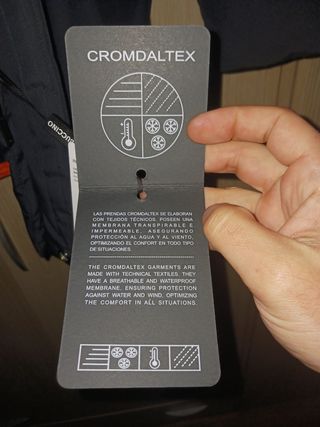 CROMDALTEX
LAS PRENDAS CROMDALTEX SE ELABORAN
CON TEJIDOS TÉCNICOS. POSEEN UNA
MEMBRANA TRANSPIRABLE E
IMPERMEABLE, ASEGURANDO
PROTECCIÓN AL AGUA Y AL VIENTO,
OPTIMIZANDO EL CONFORT EN TODO TIPO
DE SITUACIONES.
THE CROMDALTEX GARMENTS ARE
MADE WITH TECHNICAL TEXTILES. THEY
HAVE A BREATHABLE AND WATERPROOF
MEMBRANE, ENSURING PROTECTION
AGAINST WATER AND WIND, OPTIMIZING
THE COMFORT IN ALL SITUATIONS.